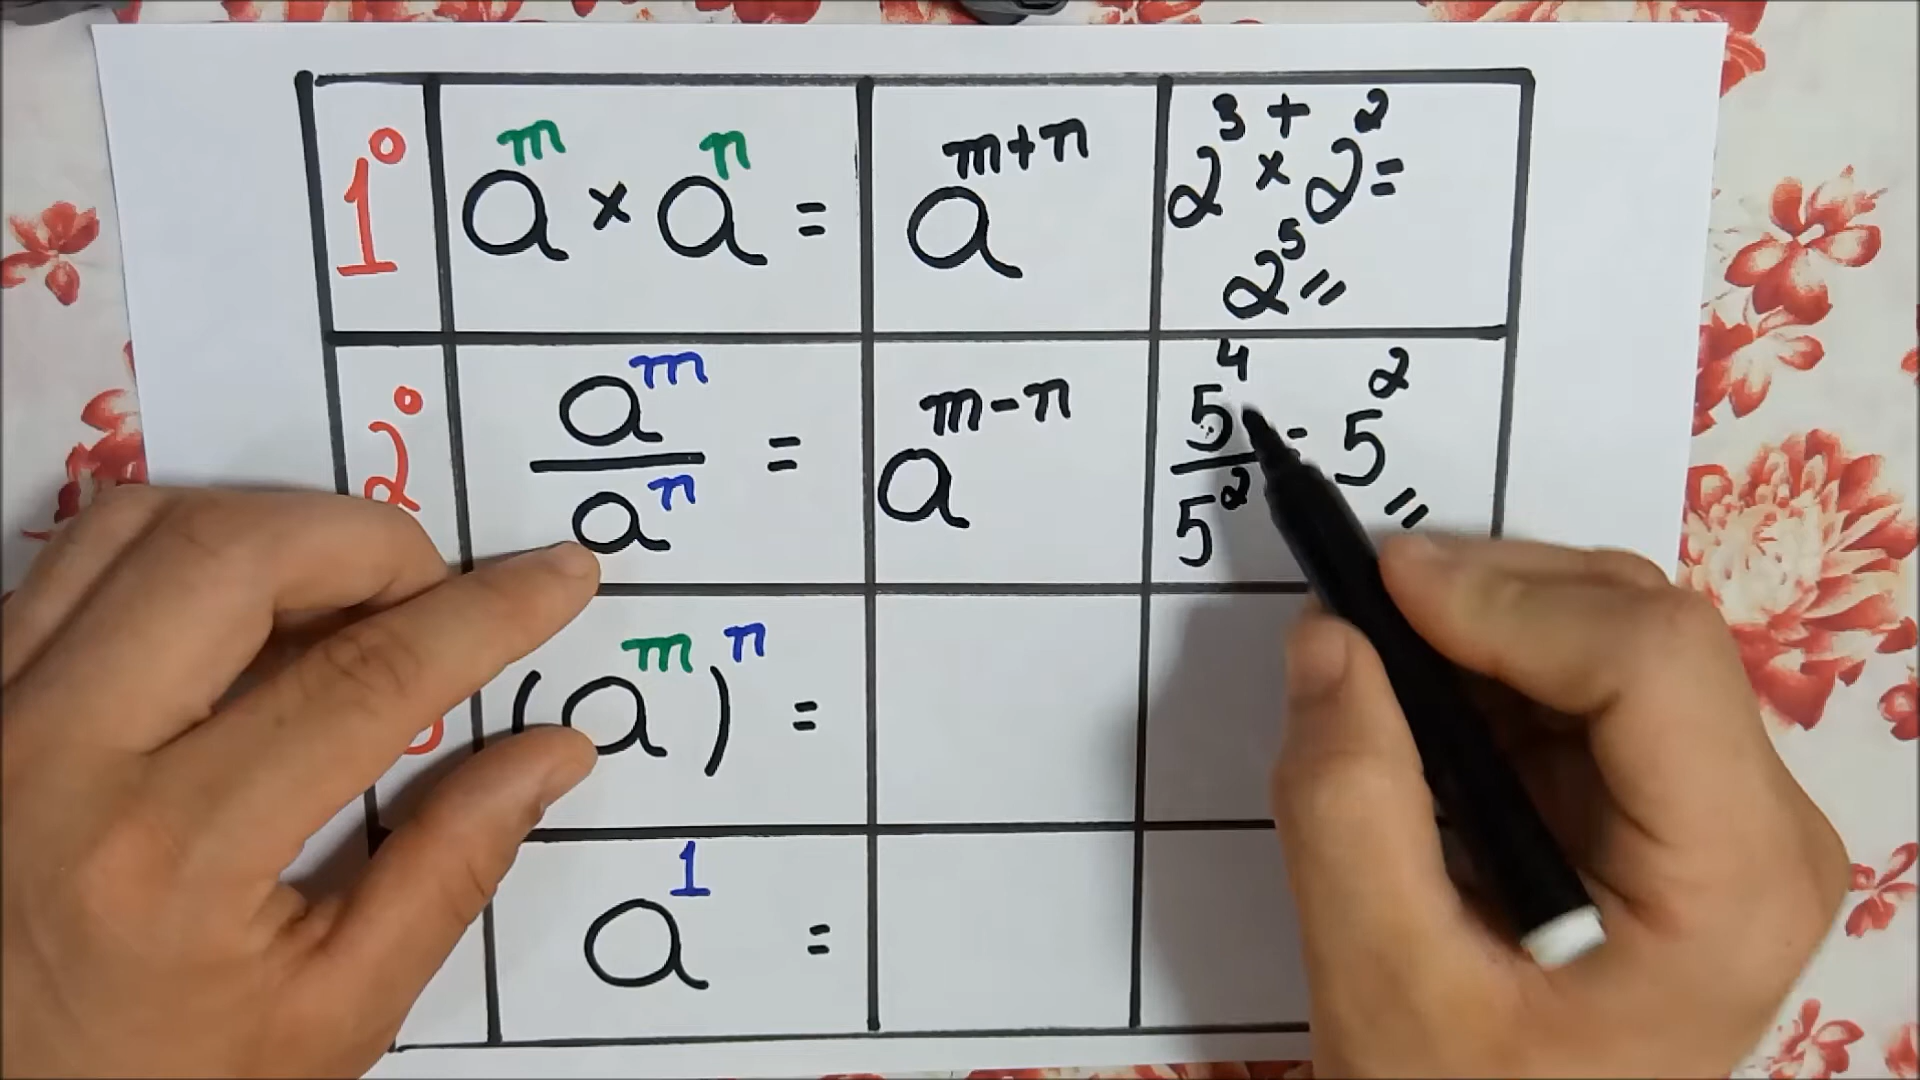 1° a^m × a^n = a^(m+n) 2^3 + × 2^2 =
2^5 //
2° a^m / a^n = a^(m-n) 5^4 / 5^2 = 5^2 //
(a^m)^n =
a^1 =